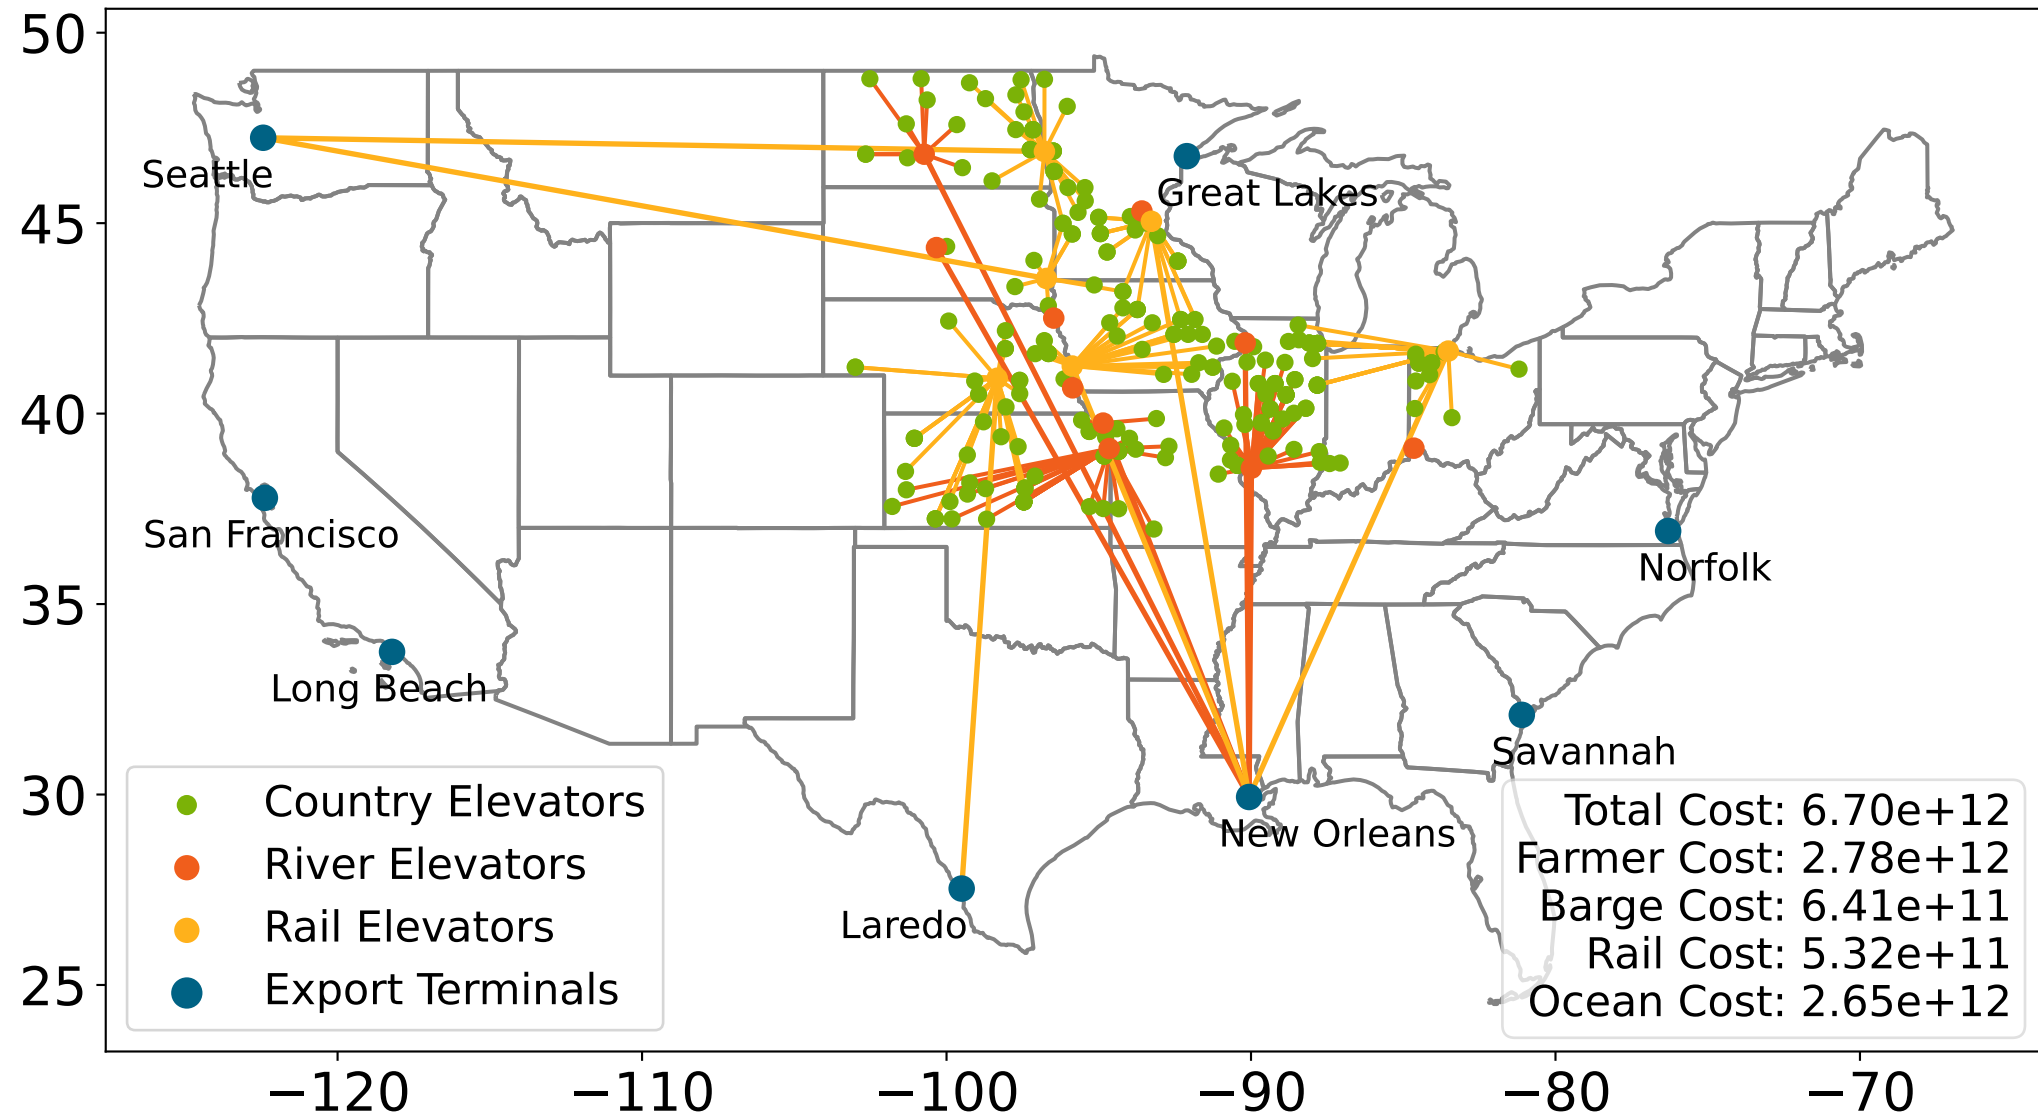 50
45
40
35
30
25
−120
−110
−100
−90
−80
−70
Seattle
Great Lakes
San Francisco
Norfolk
Long Beach
Savannah
New Orleans
Laredo
Country Elevators
River Elevators
Rail Elevators
Export Terminals
Total Cost: 6.70e+12
Farmer Cost: 2.78e+12
Barge Cost: 6.41e+11
Rail Cost: 5.32e+11
Ocean Cost: 2.65e+12